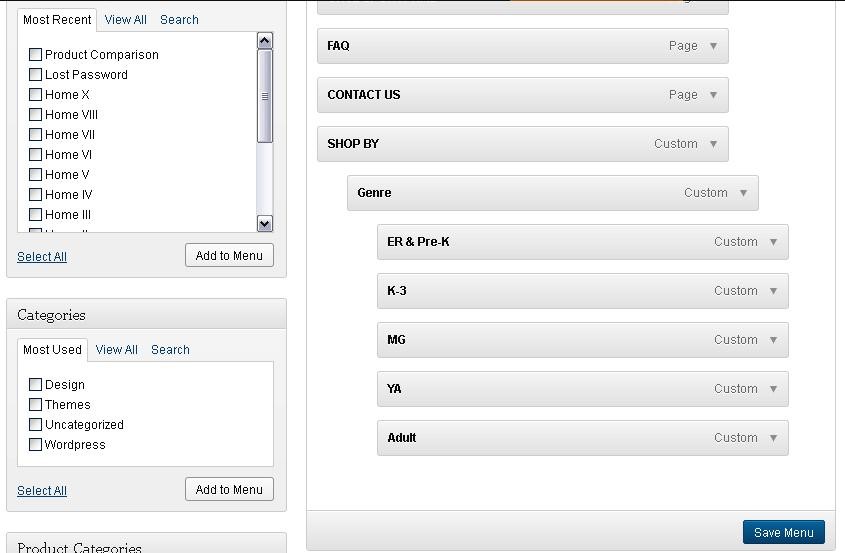 Most Recent View All Search
Product Comparison
Lost Password
Home X
Home VIII
Home VII
Home VI
Home V
Home IV
Home III
Select All Add to Menu
Categories
Most Used View All Search
Design
Themes
Uncategorized
Wordpress
Select All Add to Menu
Product Categories
FAQ Page
CONTACT US Page
SHOP BY Custom
Genre Custom
ER & Pre-K Custom
K-3 Custom
MG Custom
YA Custom
Adult Custom
Save Menu